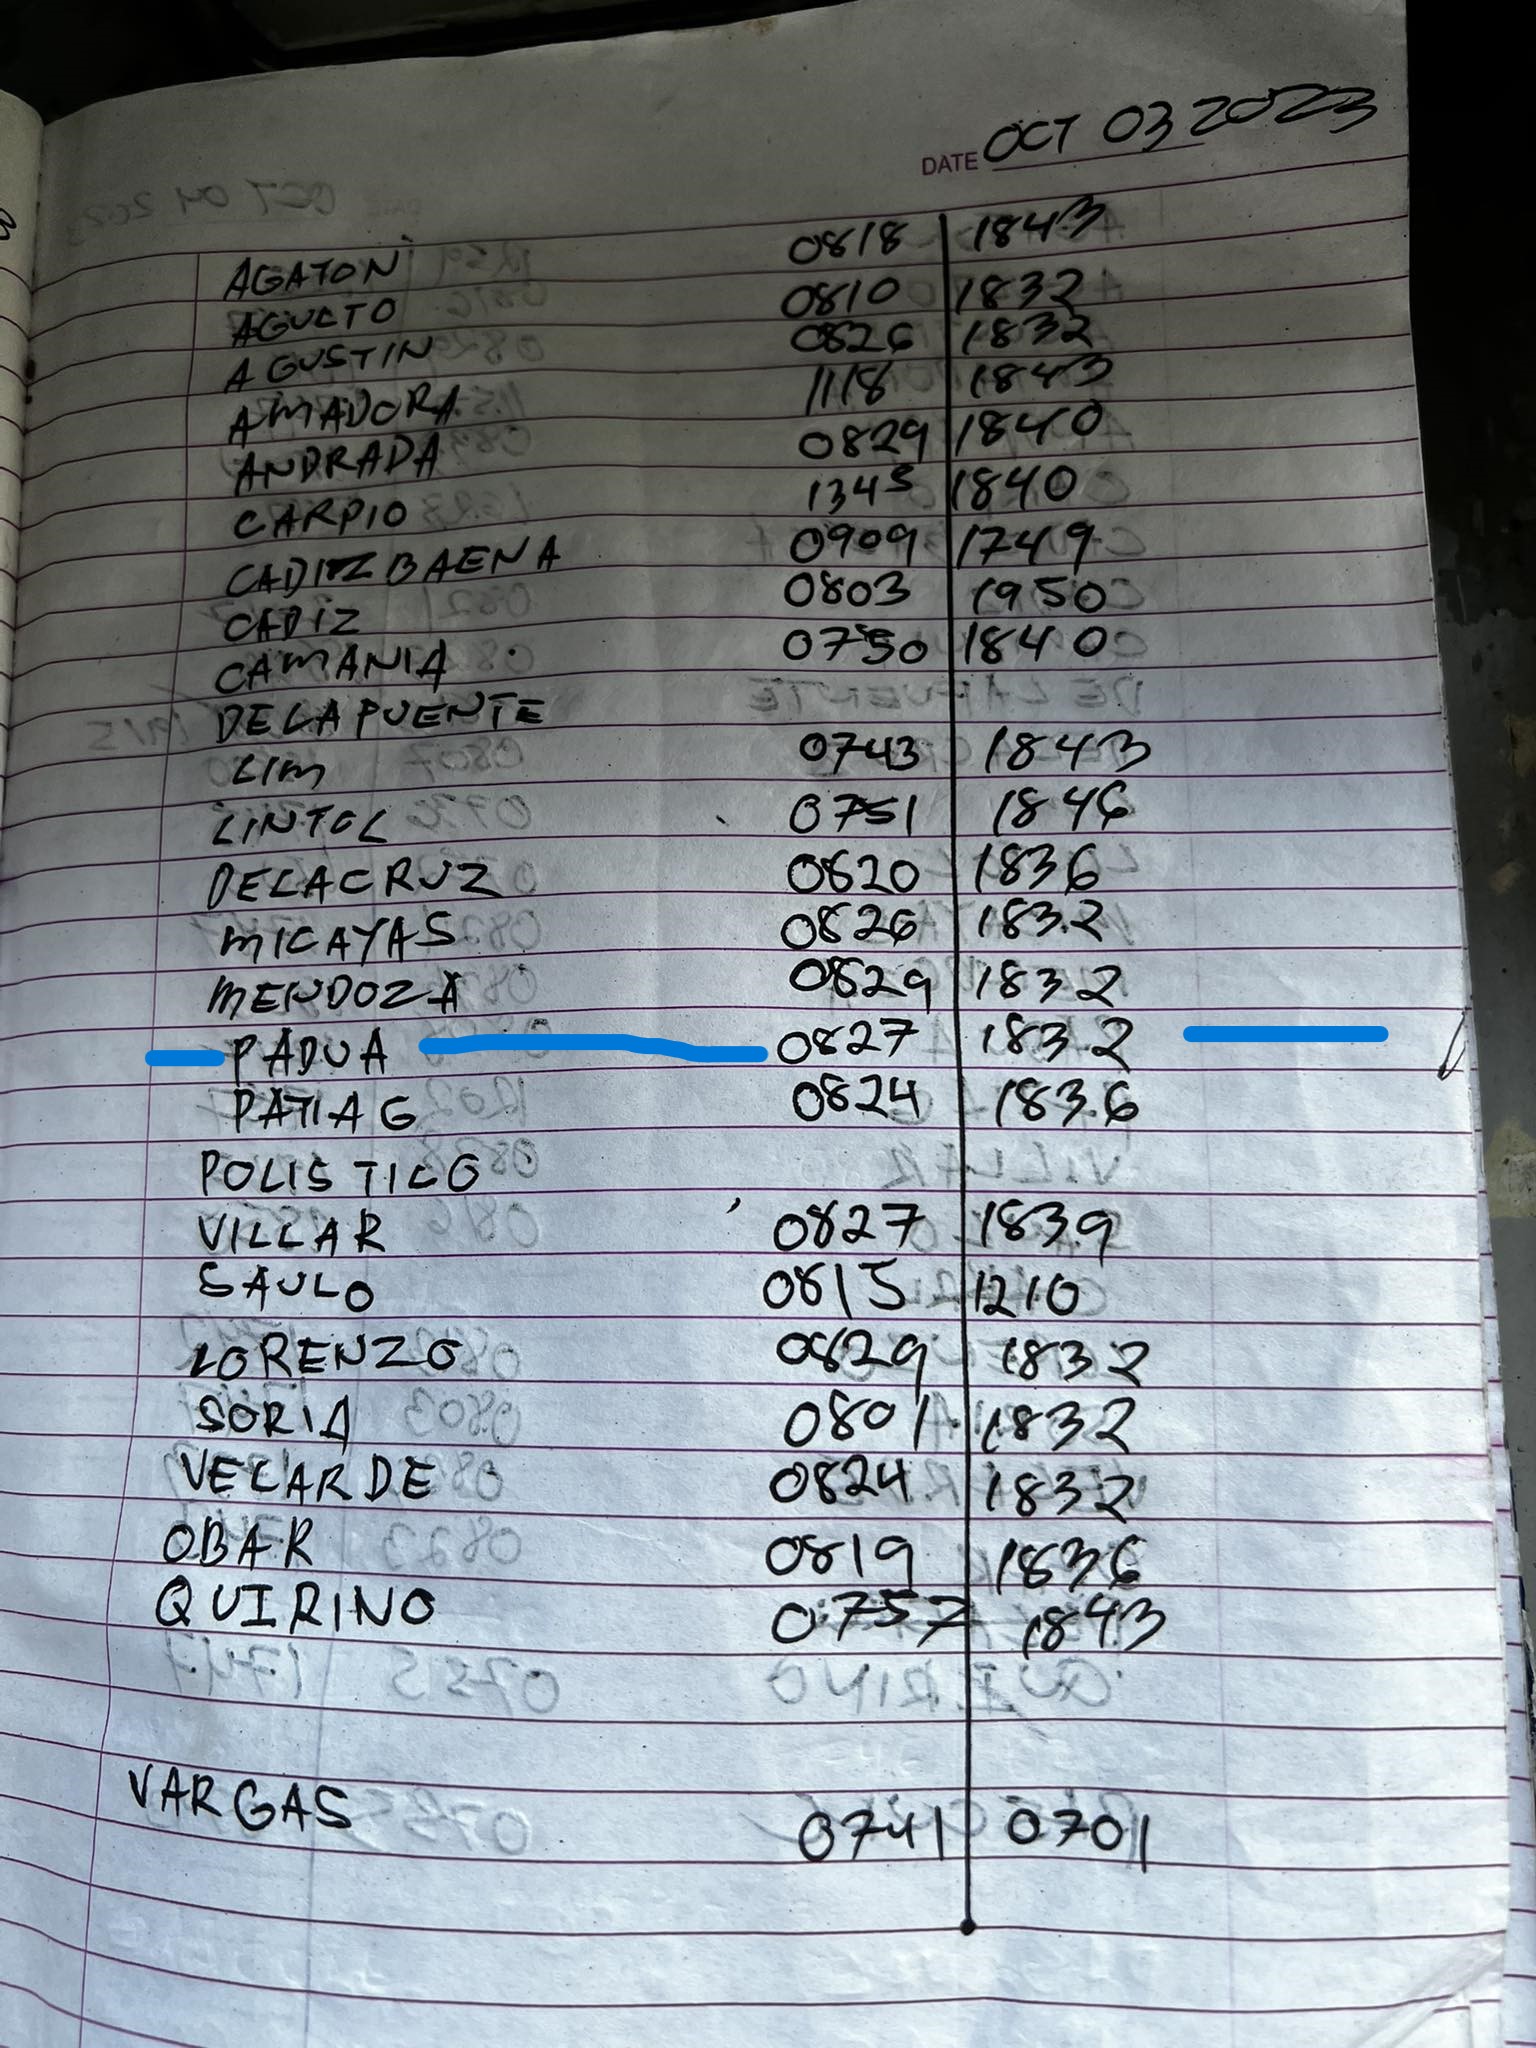 DATE OCT 03 2023
AGATON 0818 1843
AGUCTO 0810 1832
AGUSTIN 0826 1832
AMADORA 1118 1843
ANDRADA 0829 1840
CARPIO 1345 1840
CADIZ BAENA 0909 1749
CADIZ 0803 1950
CAMANIA 0750 1840
DELAPUENTE
LIM 0743 1843
LINTOL 0751 1846
DELACRUZ 0820 1836
MICAYAS 0826 1832
MENDOZA 0829 1832
PADUA 0827 1832
PATIAG 0824 1836
POLISTICO
VILLAR 0827 1839
SAULO 0815 1210
LORENZO 0829 1832
SORIA 0801 1832
VELARDE 0824 1832
OBAR 0819 1836
QUIRINO 0757 1843
VARGAS 0741 0701